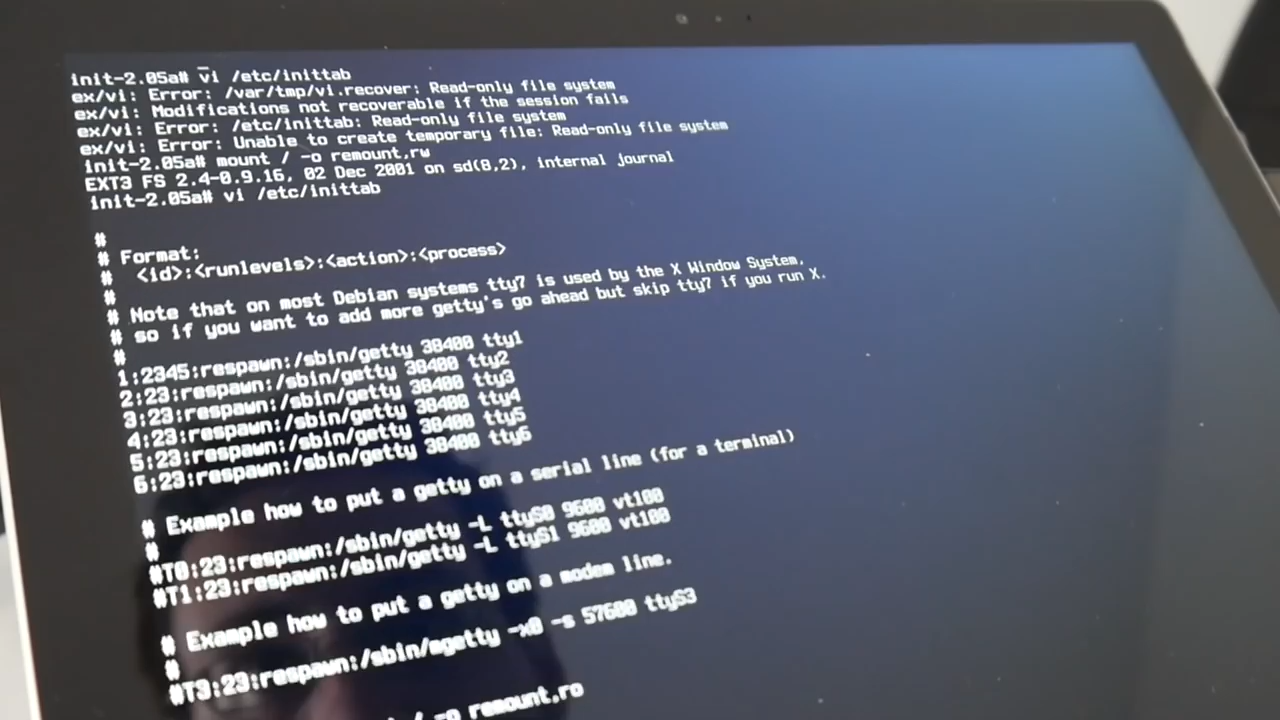 init-2.05a# vi /etc/inittab
ex/vi: Error: /var/tmp/vi.recover: Read-only file system
ex/vi: Modifications not recoverable if the session fails
ex/vi: Error: /etc/inittab: Read-only file system
ex/vi: Error: Unable to create temporary file: Read-only file system
init-2.05a# mount / -o remount,rw
EXT3 FS 2.4-0.9.16, 02 Dec 2001 on sd(8,2), internal journal
init-2.05a# vi /etc/inittab
#
# Format:
#  <id>:<runlevels>:<action>:<process>
#
# Note that on most Debian systems tty7 is used by the X Window System,
# so if you want to add more getty's go ahead but skip tty7 if you run X.
#
1:2345:respawn:/sbin/getty 38400 tty1
2:23:respawn:/sbin/getty 38400 tty2
3:23:respawn:/sbin/getty 38400 tty3
4:23:respawn:/sbin/getty 38400 tty4
5:23:respawn:/sbin/getty 38400 tty5
6:23:respawn:/sbin/getty 38400 tty6
# Example how to put a getty on a serial line (for a terminal)
#
#T0:23:respawn:/sbin/getty -L ttyS0 9600 vt100
#T1:23:respawn:/sbin/getty -L ttyS1 9600 vt100
# Example how to put a getty on a modem line.
#
#T3:23:respawn:/sbin/mgetty -x0 -s 57600 ttyS3
/ -o remount,ro